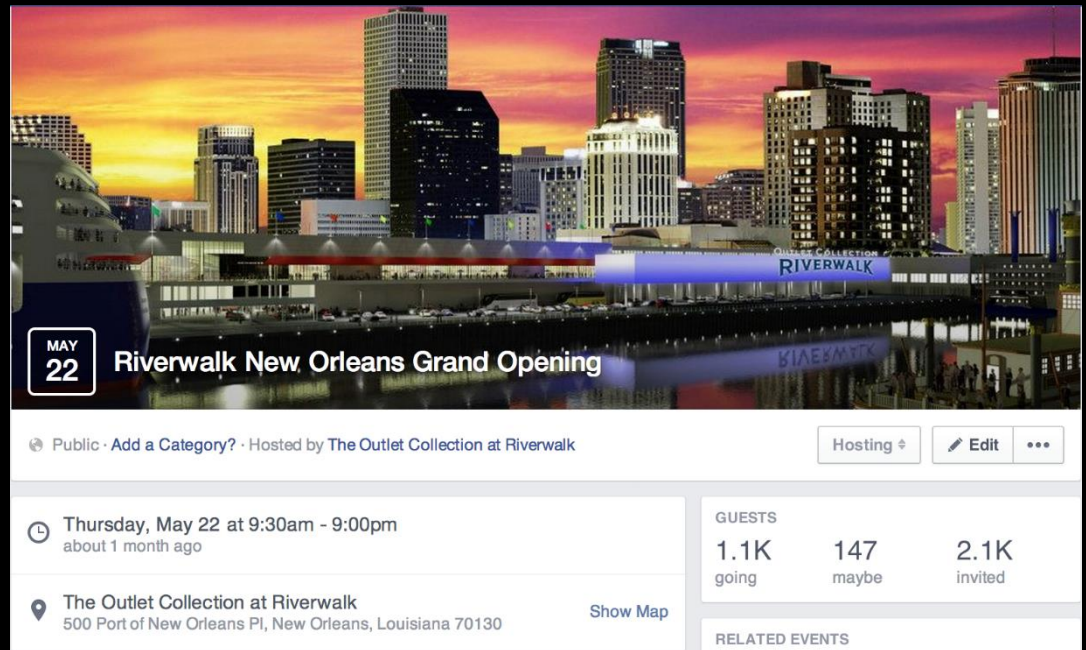 OUTLET COLLECTION
RIVERWALK
RIVERWALK
MAY
22
Riverwalk New Orleans Grand Opening
Public · Add a Category? · Hosted by The Outlet Collection at Riverwalk
Hosting
Edit
Thursday, May 22 at 9:30am - 9:00pm
about 1 month ago
The Outlet Collection at Riverwalk
500 Port of New Orleans Pl, New Orleans, Louisiana 70130
Show Map
GUESTS
1.1K 147 2.1K
going maybe invited
RELATED EVENTS